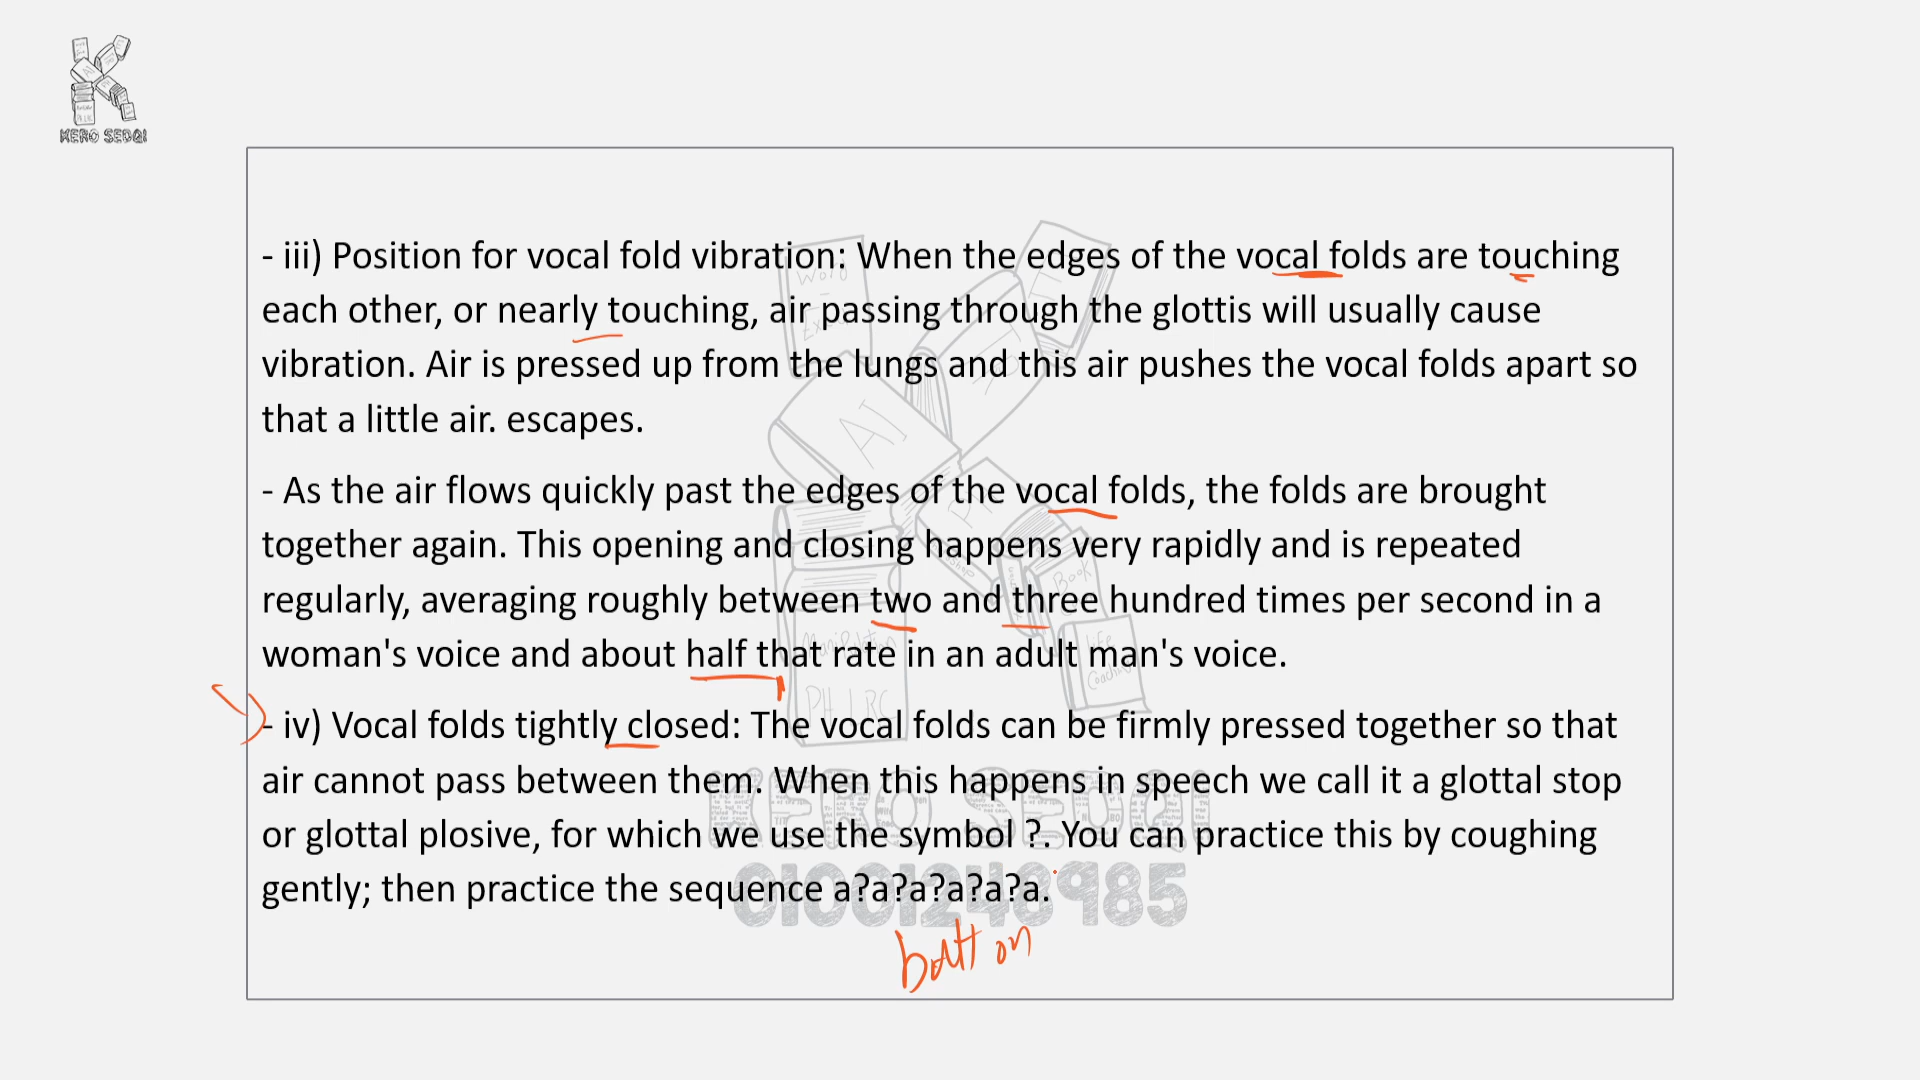 KERO SEDQI
- iii) Position for vocal fold vibration: When the edges of the vocal folds are touching
each other, or nearly touching, air passing through the glottis will usually cause
vibration. Air is pressed up from the lungs and this air pushes the vocal folds apart so
that a little air. escapes.
- As the air flows quickly past the edges of the vocal folds, the folds are brought
together again. This opening and closing happens very rapidly and is repeated
regularly, averaging roughly between two and three hundred times per second in a
woman's voice and about half that rate in an adult man's voice.
- iv) Vocal folds tightly closed: The vocal folds can be firmly pressed together so that
air cannot pass between them. When this happens in speech we call it a glottal stop
or glottal plosive, for which we use the symbol ?. You can practice this by coughing
gently; then practice the sequence a?a?a?a?a?a.
KERO SEDQI
01001248985
button